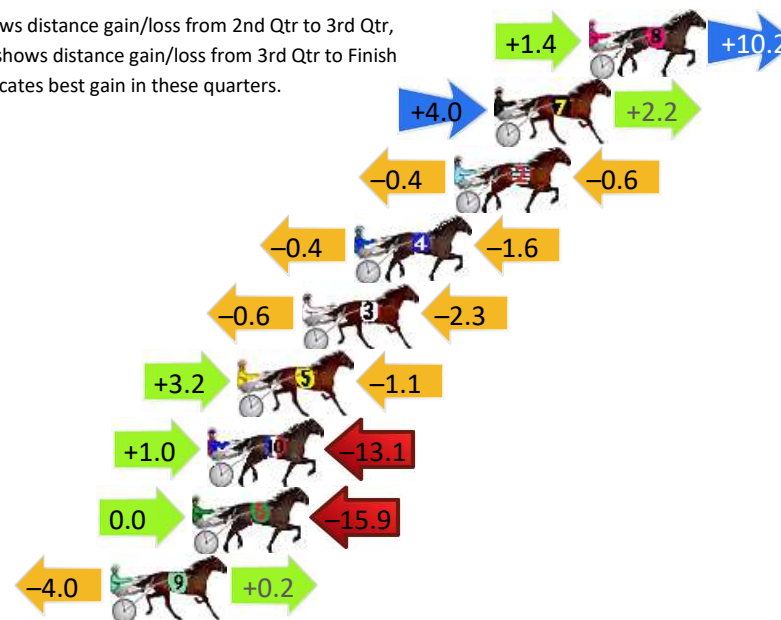 ws distance gain/loss from 2nd Qtr to 3rd Qtr,
shows distance gain/loss from 3rd Qtr to Finish
cates best gain in these quarters.
+1.4 8 +10.2
+4.0 7 +2.2
−0.4 2 −0.6
−0.4 4 −1.6
−0.6 3 −2.3
+3.2 5 −1.1
+1.0 10 −13.1
0.0 6 −15.9
−4.0 9 +0.2